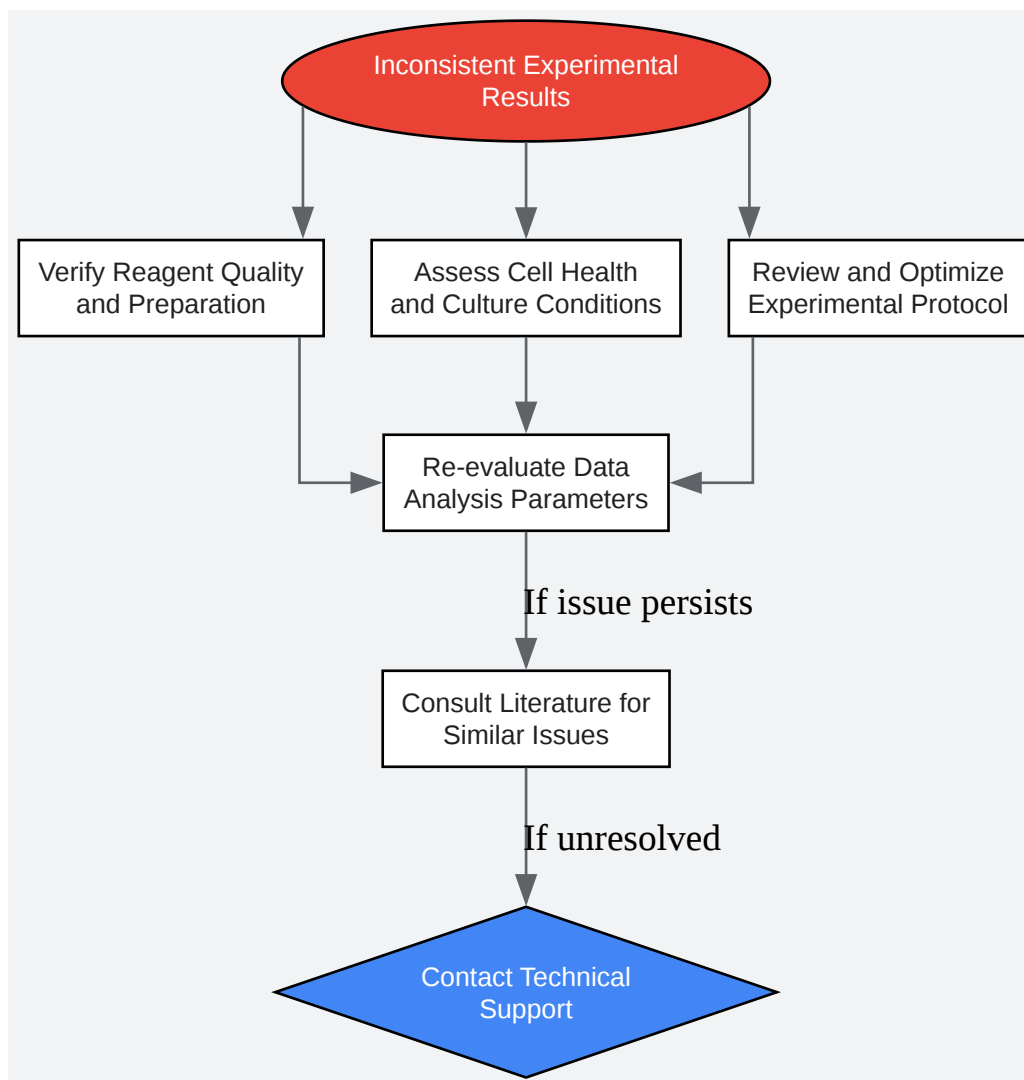 Inconsistent Experimental
Results
Verify Reagent Quality
and Preparation
Assess Cell Health
and Culture Conditions
Review and Optimize
Experimental Protocol
Re-evaluate Data
Analysis Parameters
If issue persists
Consult Literature for
Similar Issues
If unresolved
Contact Technical
Support